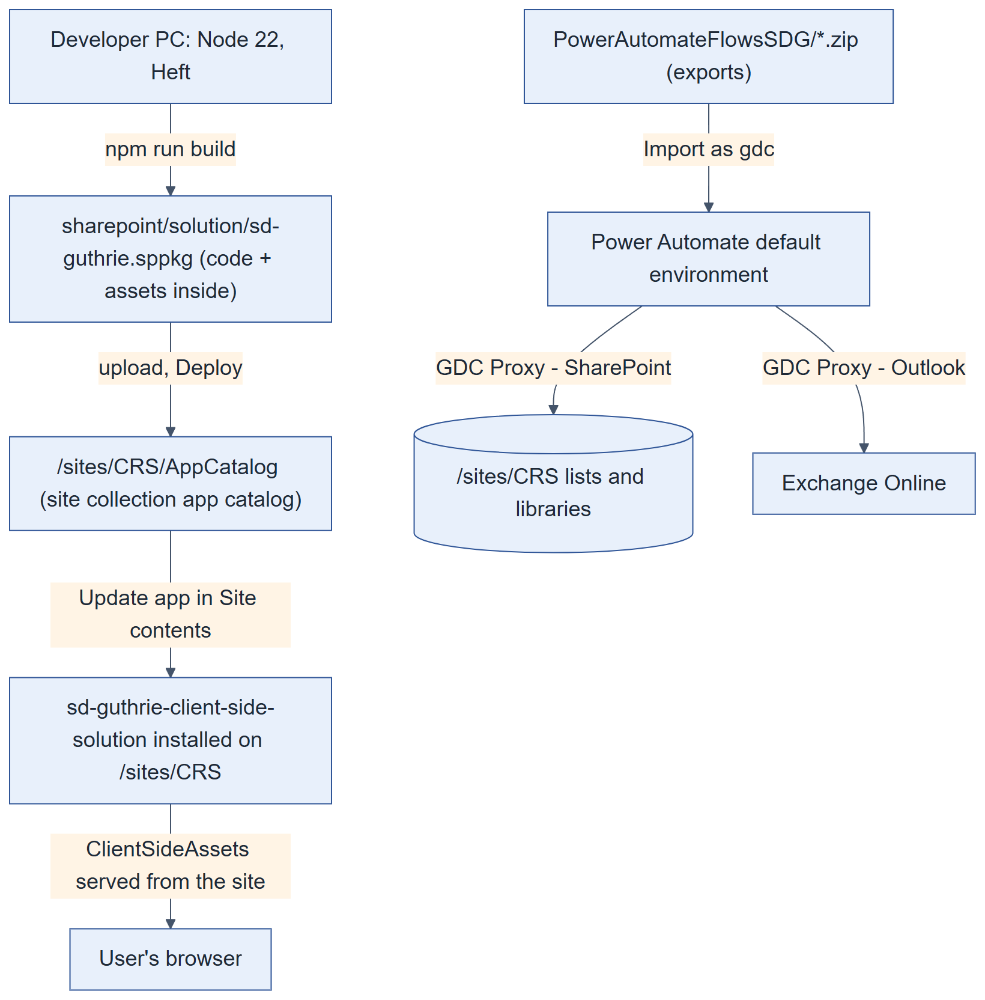 Developer PC: Node 22,
Heft
npm run build
sharepoint/solution/sd-
guthrie.sppkg (code +
assets inside)
upload, Deploy
/sites/CRS/AppCatalog
(site collection app catalog)
Update app in Site
contents
sd-guthrie-client-side-
solution installed on
/sites/CRS
ClientSideAssets
served from the site
User's browser
PowerAutomateFlowsSDG/*.zip
(exports)
Import as gdc
Power Automate default
environment
GDC Proxy - SharePoint
GDC Proxy - Outlook
/sites/CRS lists and
libraries
Exchange Online